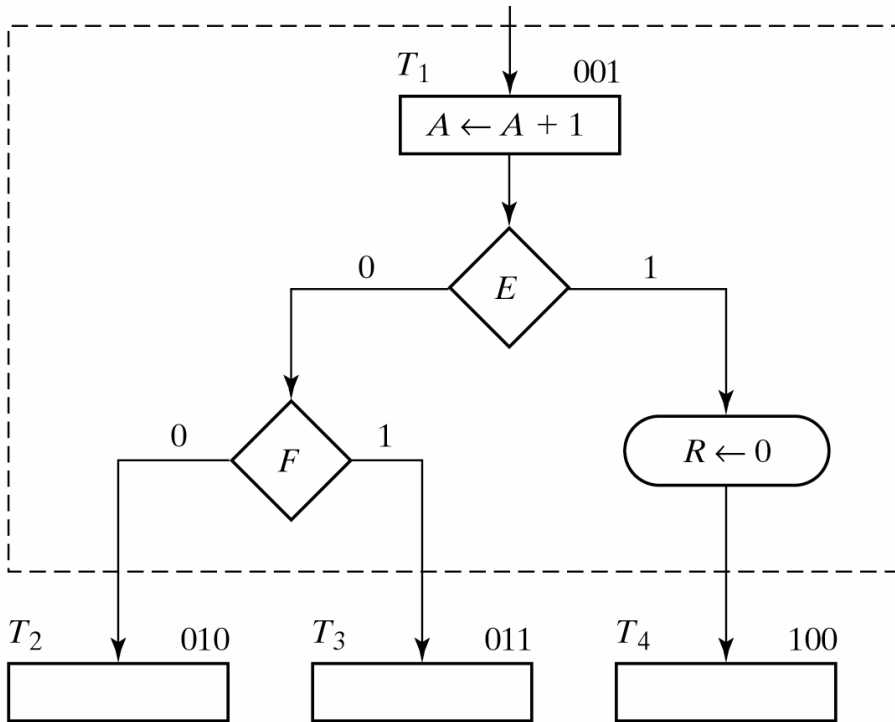 T₁ 001
A ← A + 1
0 E 1
0 F 1
R ← 0
T₂ 010 T₃ 011 T₄ 100